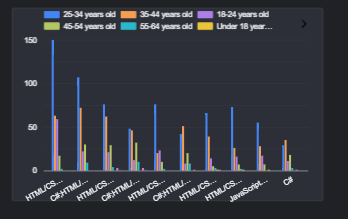 25-34 years old 35-44 years old 18-24 years old
45-54 years old 55-64 years old Under 18 year...
150
100
50
0
HTML/CS... C#;HTML/... HTML/CS... C#;HTML/... HTML/CS... C#;HTML/... HTML/CS... HTML/CS... JavaScript... C#